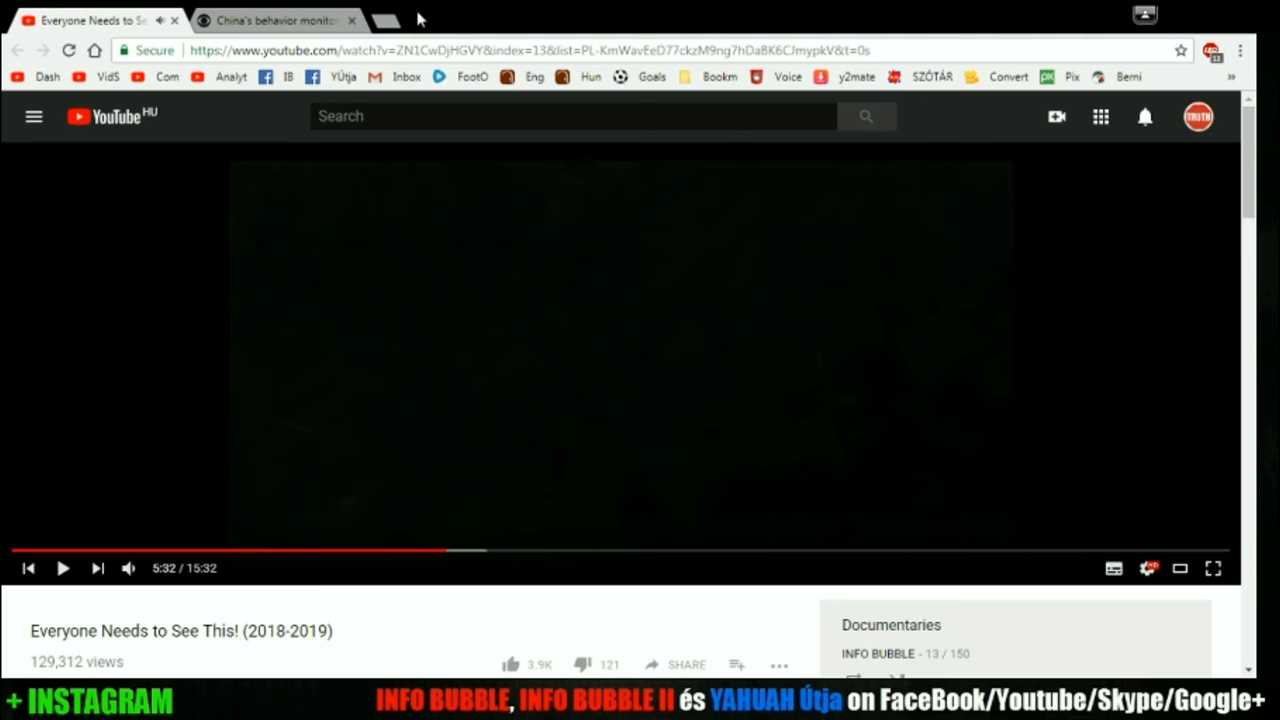 Everyone Needs to Se China's behavior monito
Secure https://www.youtube.com/watch?v=ZN1CwDjHGVY&index=13&list=PL-KmWavEeD77ckzM9ng7hDaBK6CJmypkV&t=0s
Dash VidS Com Analyt IB YÚtja Inbox FootO Eng Hun Goals Bookm Voice y2mate SZÓTÁR Convert Pix Berni »
YouTube HU Search TRUTH
5:32 / 15:32
Everyone Needs to See This! (2018-2019)
129,312 views
3.9K 121 SHARE
Documentaries
INFO BUBBLE - 13 / 150
+ INSTAGRAM INFO BUBBLE, INFO BUBBLE II és YAHUAH Útja on FaceBook/Youtube/Skype/Google+